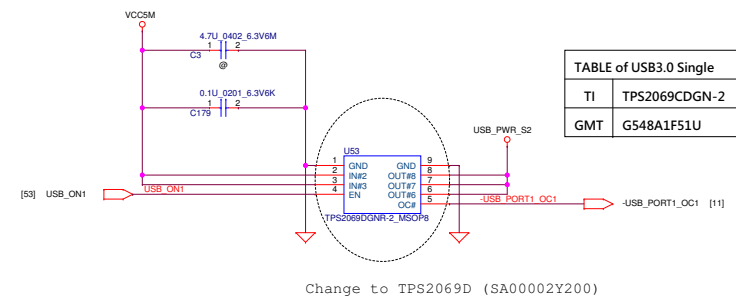 VCC5M
4.7U_0402_6.3V6M
1 2
C3
@
0.1U_0201_6.3V6K
1 2
C179
TABLE of USB3.0 Single
TI TPS2069CDGN-2
GMT G548A1F51U
USB_PWR_S2
U53
1 GND GND 9
2 IN#2 OUT#8 8
3 IN#3 OUT#7 7
4 EN OUT#6 6
OC# 5
[53] USB_ON1 USB_ON1
-USB_PORT1_OC1 -USB_PORT1_OC1 [11]
TPS2069DGNR-2_MSOP8
Change to TPS2069D (SA00002Y200)